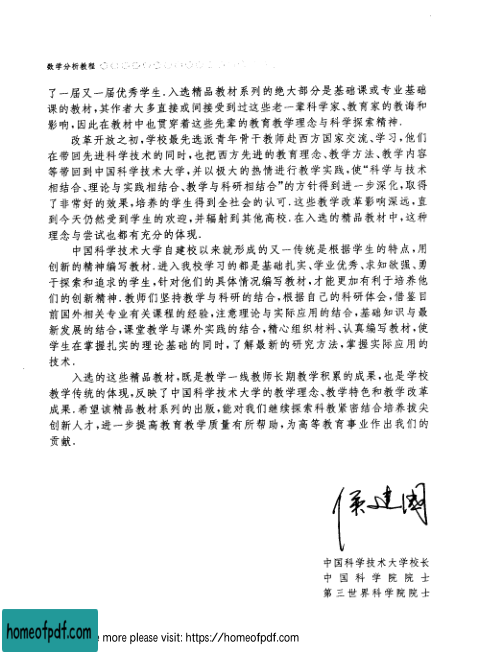 数学分析教程
了一届又一届优秀学生.入选精品教材系列的绝大部分是基础课或专业基础
课的教材,其作者大多直接或间接受到过这些老一辈科学家、教育家的教诲和
影响,因此在教材中也贯穿着这些先辈的教育教学理念与科学探索精神.
改革开放之初,学校最先选派青年骨干教师赴西方国家交流、学习,他们
在带回先进科学技术的同时,也把西方先进的教育理念、教学方法、教学内容
等带回到中国科学技术大学,并以极大的热情进行教学实践,使“科学与技术
相结合、理论与实践相结合、教学与科研相结合”的方针得到进一步深化,取得
了非常好的效果,培养的学生得到全社会的认可.这些教学改革影响深远,直
到今天仍然受到学生的欢迎,并辐射到其他高校.在入选的精品教材中,这种
理念与尝试也都有充分的体现.
中国科学技术大学自建校以来就形成的又一传统是根据学生的特点,用
创新的精神编写教材.进入我校学习的都是基础扎实、学业优秀、求知欲强、勇
于探索和追求的学生,针对他们的具体情况编写教材,才能更加有利于培养他
们的创新精神.教师们坚持教学与科研的结合,根据自己的科研体会,借鉴目
前国外相关专业有关课程的经验,注意理论与实际应用的结合,基础知识与最
新发展的结合,课堂教学与课外实践的结合,精心组织材料、认真编写教材,使
学生在掌握扎实的理论基础的同时,了解最新的研究方法,掌握实际应用的
技术.
入选的这些精品教材,既是教学一线教师长期教学积累的成果,也是学校
教学传统的体现,反映了中国科学技术大学的教学理念、教学特色和教学改革
成果.希望该精品教材系列的出版,能对我们继续探索科教紧密结合培养拔尖
创新人才,进一步提高教育教学质量有所帮助,为高等教育事业作出我们的
贡献.
侯建国
中国科学技术大学校长
中国科学院院士
第三世界科学院院士
homeofpdf.com
more please visit: https://homeofpdf.com